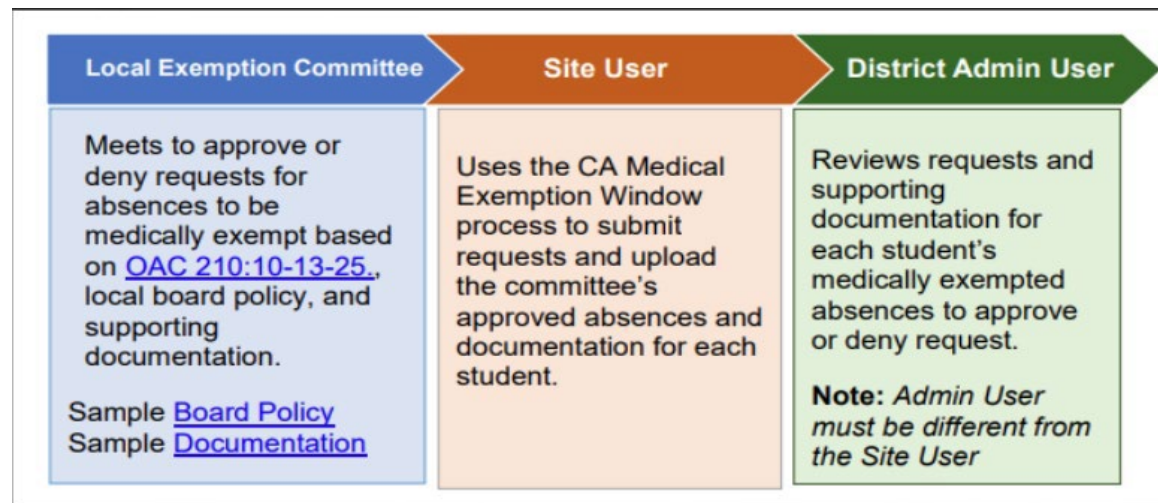 Local Exemption Committee
Meets to approve or
deny requests for
absences to be
medically exempt based
on OAC 210:10-13-25.,
local board policy, and
supporting
documentation.
Sample Board Policy
Sample Documentation
Site User
Uses the CA Medical
Exemption Window
process to submit
requests and upload
the committee's
approved absences and
documentation for each
student.
District Admin User
Reviews requests and
supporting
documentation for
each student's
medically exempted
absences to approve
or deny request.
Note: Admin User
must be different from
the Site User